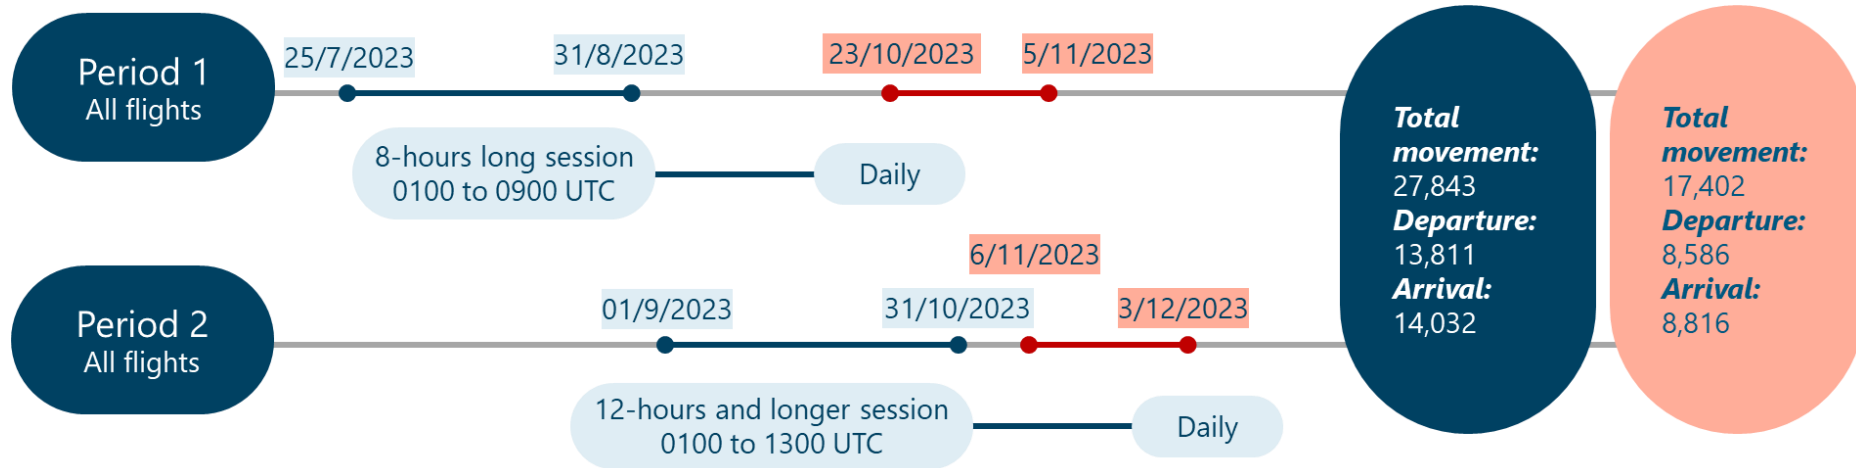 Period 1
All flights
25/7/2023
31/8/2023
23/10/2023
5/11/2023
8-hours long session
0100 to 0900 UTC
Daily
Period 2
All flights
01/9/2023
31/10/2023
6/11/2023
3/12/2023
12-hours and longer session
0100 to 1300 UTC
Daily
Total
movement:
27,843
Departure:
13,811
Arrival:
14,032
Total
movement:
17,402
Departure:
8,586
Arrival:
8,816